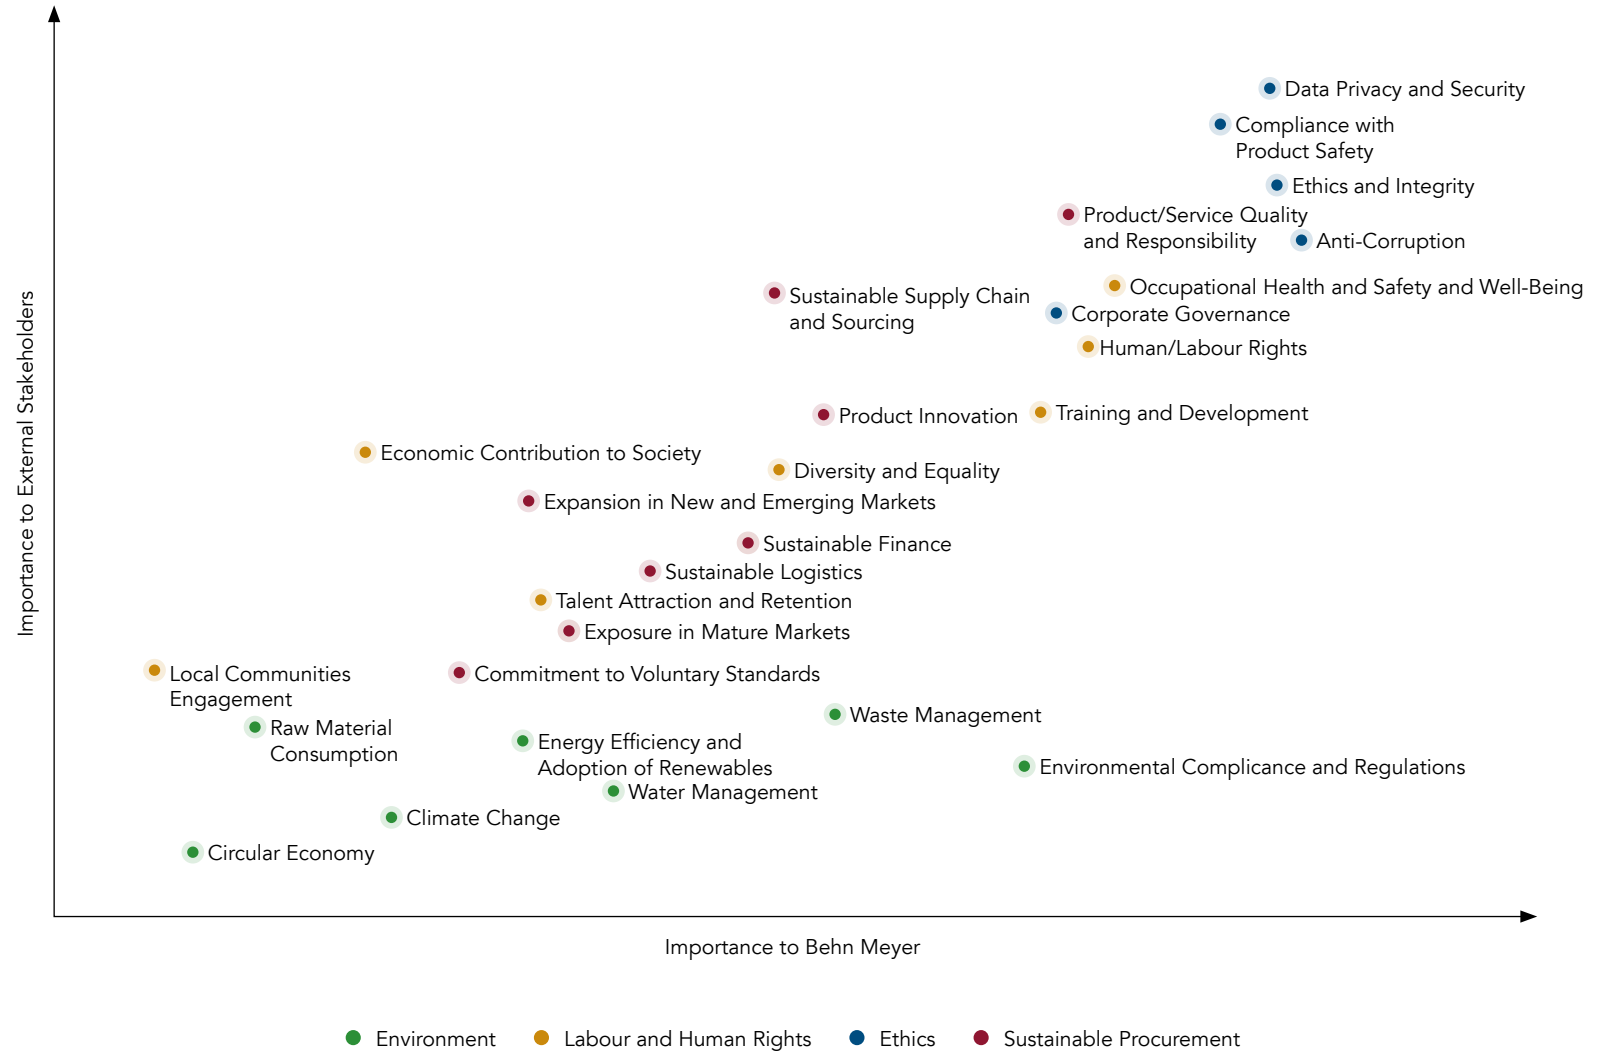 Data Privacy and Security
Compliance with
Product Safety
Ethics and Integrity
Product/Service Quality
and Responsibility
Anti-Corruption
Sustainable Supply Chain
and Sourcing
Occupational Health and Safety and Well-Being
Corporate Governance
Human/Labour Rights
Product Innovation
Training and Development
Economic Contribution to Society
Diversity and Equality
Expansion in New and Emerging Markets
Sustainable Finance
Sustainable Logistics
Talent Attraction and Retention
Exposure in Mature Markets
Local Communities
Engagement
Commitment to Voluntary Standards
Raw Material
Consumption
Waste Management
Energy Efficiency and
Adoption of Renewables
Environmental Complicance and Regulations
Water Management
Climate Change
Circular Economy
Importance to External Stakeholders
Importance to Behn Meyer
Environment
Labour and Human Rights
Ethics
Sustainable Procurement